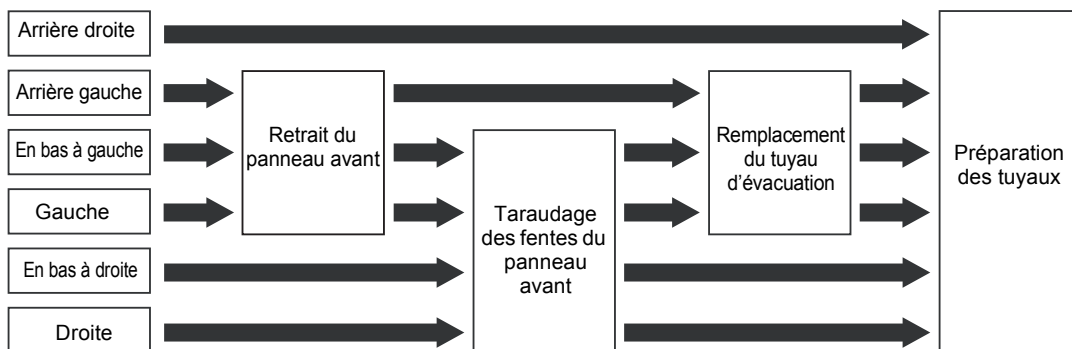 Arrière droite
Arrière gauche
En bas à gauche
Gauche
En bas à droite
Droite
Retrait du
panneau avant
Taraudage
des fentes du
panneau
avant
Remplacement
du tuyau
d’évacuation
Préparation
des tuyaux